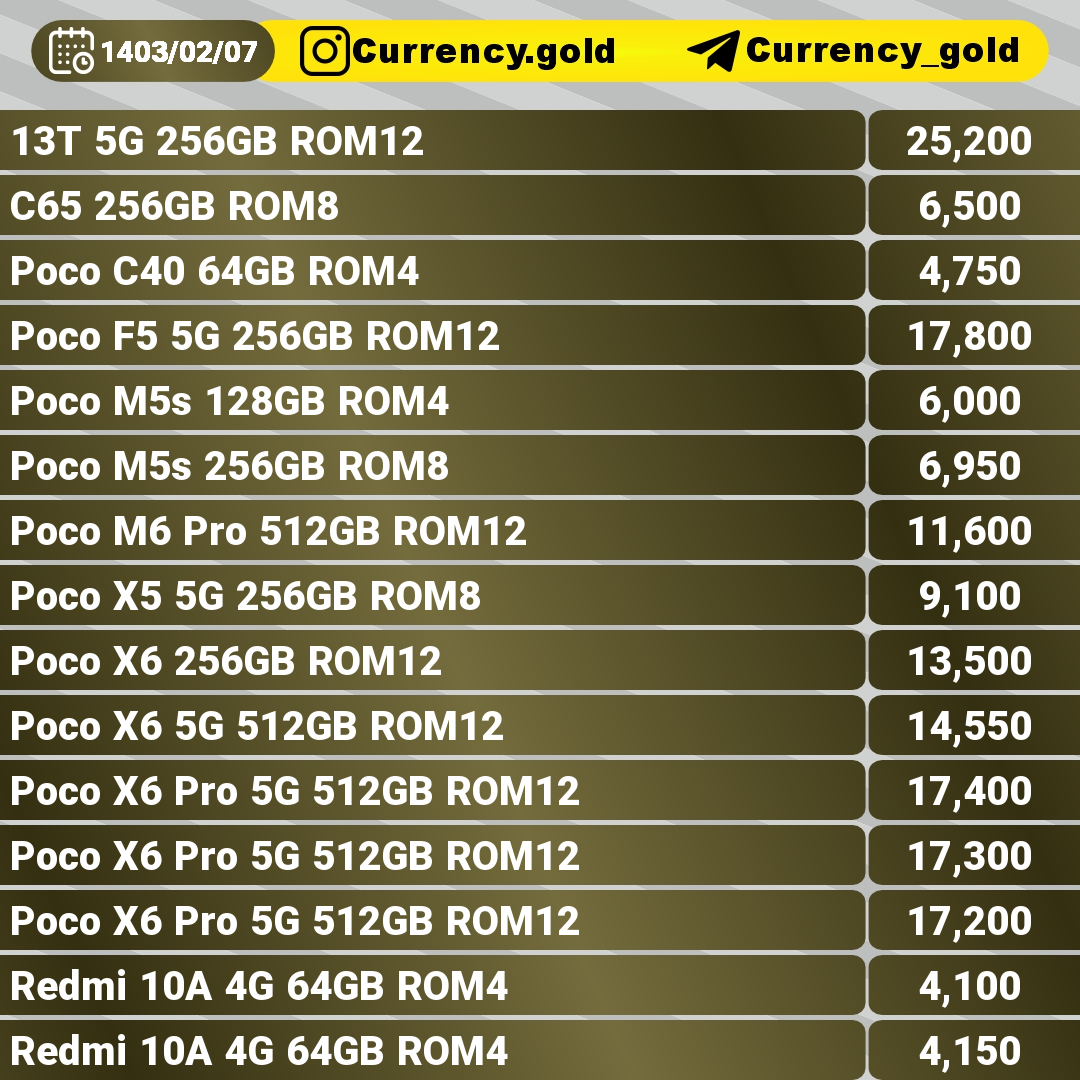 1403/02/07 Currency.gold Currency_gold
13T 5G 256GB ROM12 25,200
C65 256GB ROM8 6,500
Poco C40 64GB ROM4 4,750
Poco F5 5G 256GB ROM12 17,800
Poco M5s 128GB ROM4 6,000
Poco M5s 256GB ROM8 6,950
Poco M6 Pro 512GB ROM12 11,600
Poco X5 5G 256GB ROM8 9,100
Poco X6 256GB ROM12 13,500
Poco X6 5G 512GB ROM12 14,550
Poco X6 Pro 5G 512GB ROM12 17,400
Poco X6 Pro 5G 512GB ROM12 17,300
Poco X6 Pro 5G 512GB ROM12 17,200
Redmi 10A 4G 64GB ROM4 4,100
Redmi 10A 4G 64GB ROM4 4,150